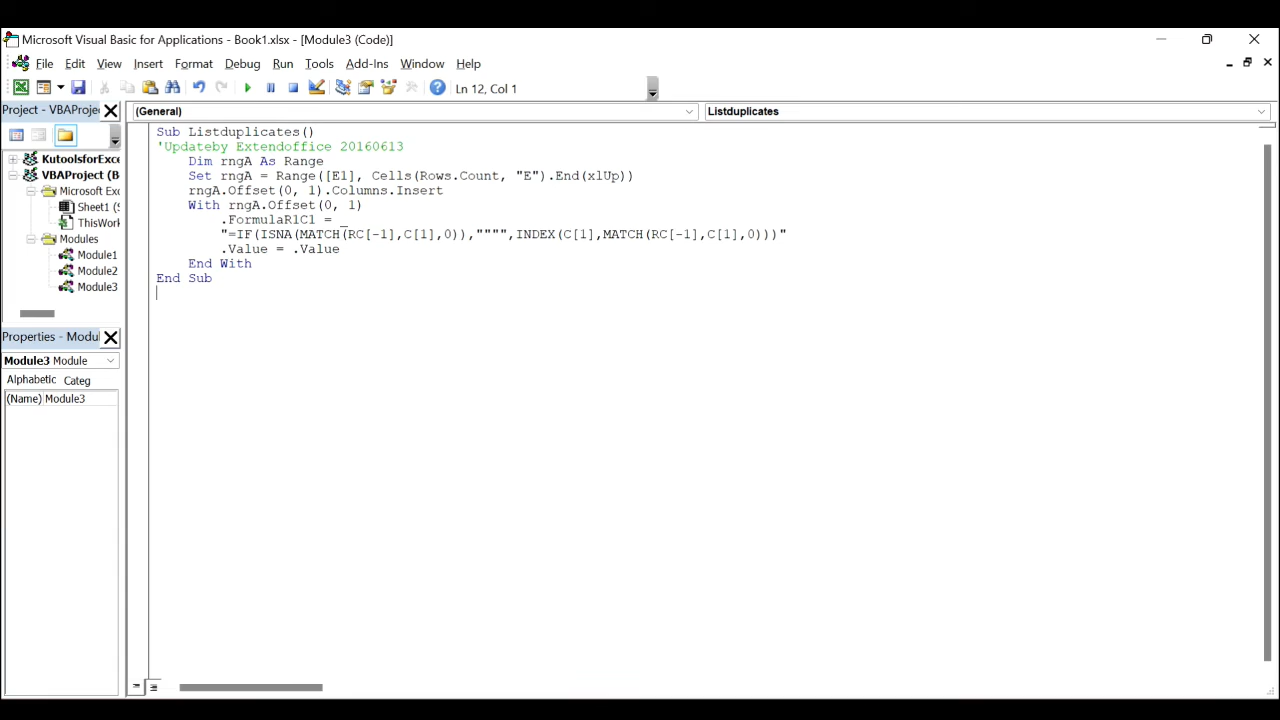 Microsoft Visual Basic for Applications - Book1.xlsx - [Module3 (Code)]
File Edit View Insert Format Debug Run Tools Add-Ins Window Help
Ln 12, Col 1
Project - VBAProje
(General) Listduplicates
KutoolsforExce
VBAProject (B
Microsoft Exc
Sheet1 (S
ThisWork
Modules
Module1
Module2
Module3
Properties - Modul
Module3 Module
Alphabetic Categ
(Name) Module3
Sub Listduplicates()
'Updateby Extendoffice 20160613
Dim rngA As Range
Set rngA = Range([E1], Cells(Rows.Count, "E").End(xlUp))
rngA.Offset(0, 1).Columns.Insert
With rngA.Offset(0, 1)
.FormulaR1C1 = _
"=IF(ISNA(MATCH(RC[-1],C[1],0)),"""",INDEX(C[1],MATCH(RC[-1],C[1],0)))"
.Value = .Value
End With
End Sub